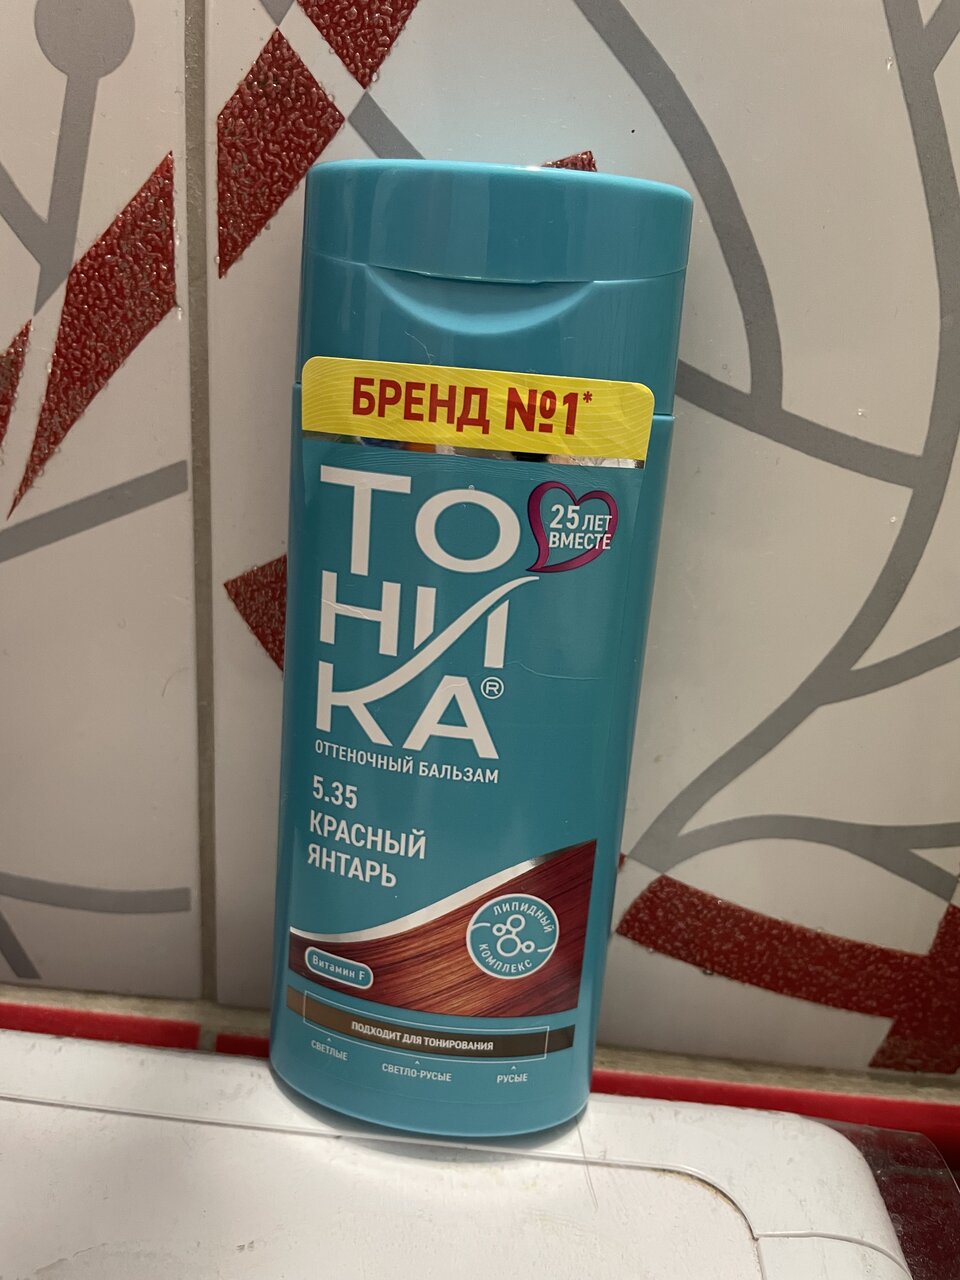 БРЕНД №1*
ТО
НИ
КА®
25 ЛЕТ
ВМЕСТЕ
ОТТЕНОЧНЫЙ БАЛЬЗАМ
5.35
КРАСНЫЙ
ЯНТАРЬ
ЛИПИДНЫЙ
КОМПЛЕКС
Витамин F
ПОДХОДИТ ДЛЯ ТОНИРОВАНИЯ
СВЕТЛЫЕ
СВЕТЛО-РУСЫЕ
РУСЫЕ